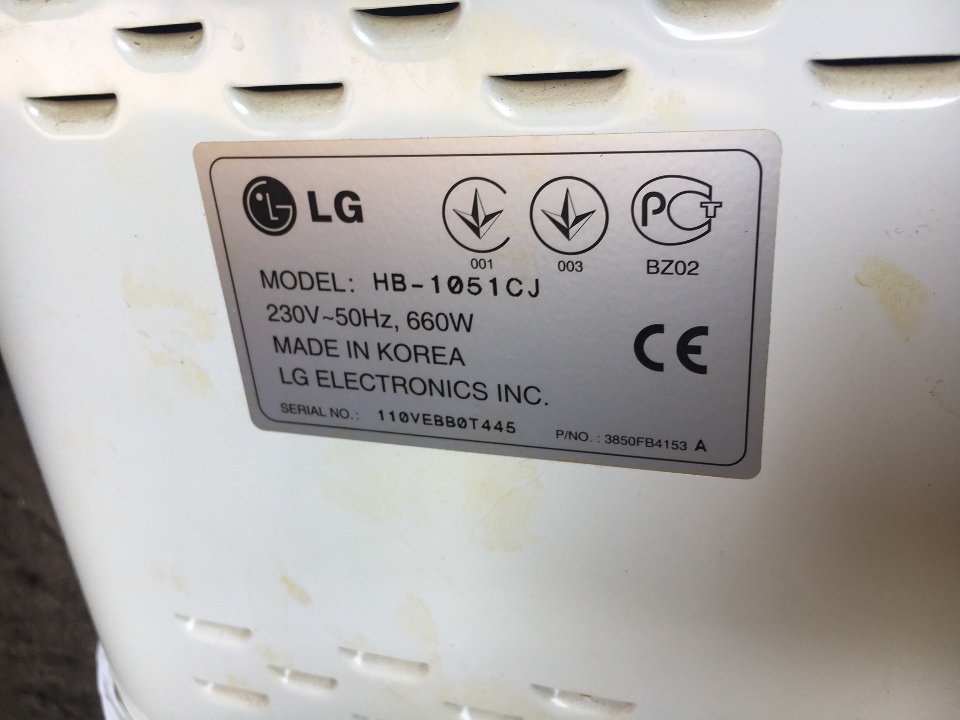 LG
001 003 BZ02
MODEL: HB-1051CJ
230V~50Hz, 660W
MADE IN KOREA
CE
LG ELECTRONICS INC.
SERIAL NO.: 110VEBB0T445
P/NO. : 3850FB4153 A